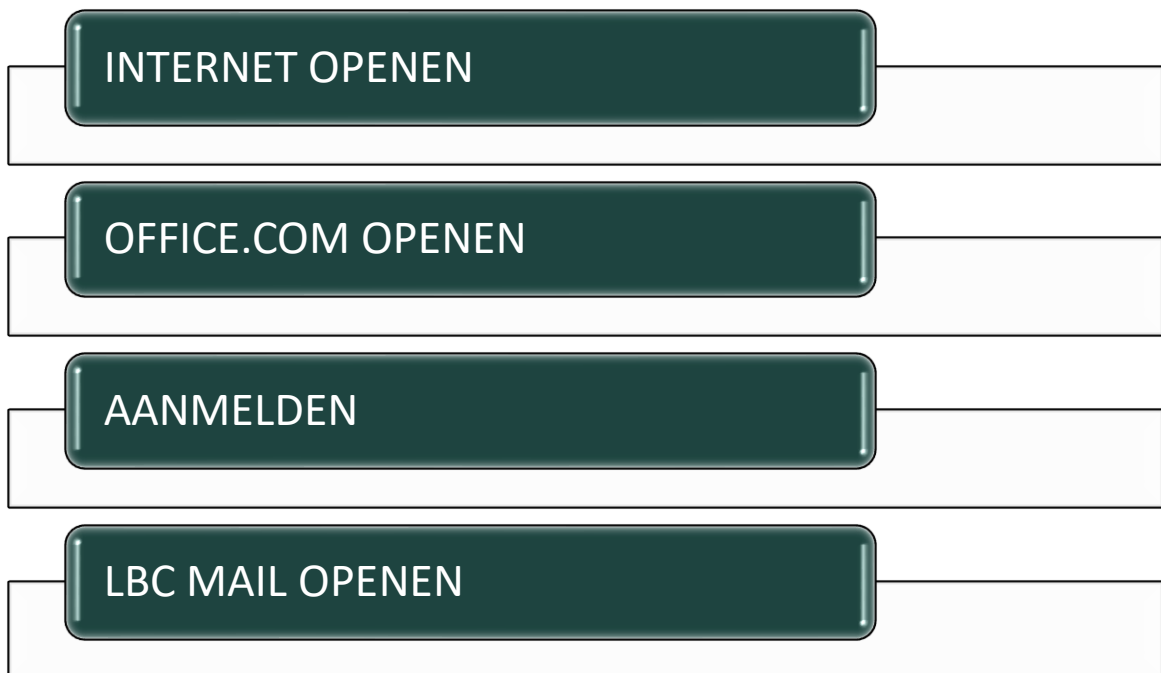 INTERNET OPENEN
OFFICE.COM OPENEN
AANMELDEN
LBC MAIL OPENEN